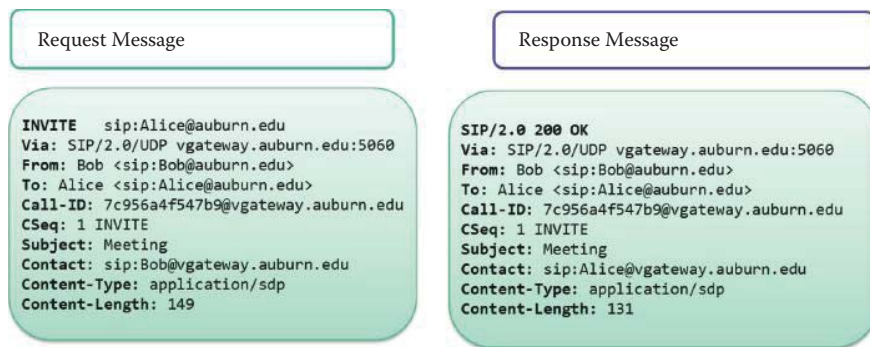 Request Message
INVITE sip:Alice@auburn.edu
Via: SIP/2.0/UDP vgateway.auburn.edu:5060
From: Bob <sip:Bob@auburn.edu>
To: Alice <sip:Alice@auburn.edu>
Call-ID: 7c956a4f547b9@vgateway.auburn.edu
CSeq: 1 INVITE
Subject: Meeting
Contact: sip:Bob@vgateway.auburn.edu
Content-Type: application/sdp
Content-Length: 149
Response Message
SIP/2.0 200 OK
Via: SIP/2.0/UDP vgateway.auburn.edu:5060
From: Bob <sip:Bob@auburn.edu>
To: Alice <sip:Alice@auburn.edu>
Call-ID: 7c956a4f547b9@vgateway.auburn.edu
CSeq: 1 INVITE
Subject: Meeting
Contact: sip:Alice@vgateway.auburn.edu
Content-Type: application/sdp
Content-Length: 131